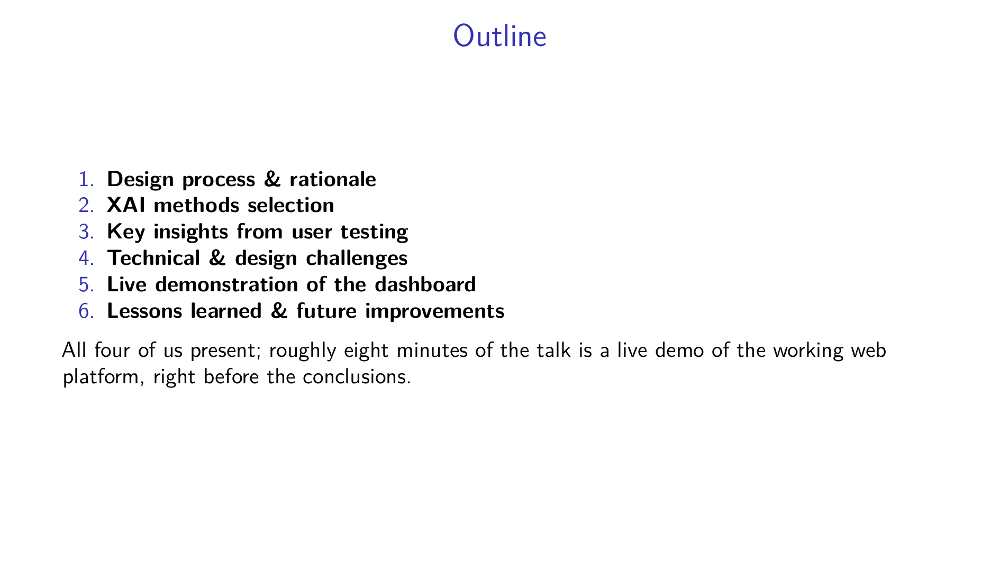 Outline
1. Design process & rationale
2. XAI methods selection
3. Key insights from user testing
4. Technical & design challenges
5. Live demonstration of the dashboard
6. Lessons learned & future improvements
All four of us present; roughly eight minutes of the talk is a live demo of the working web
platform, right before the conclusions.